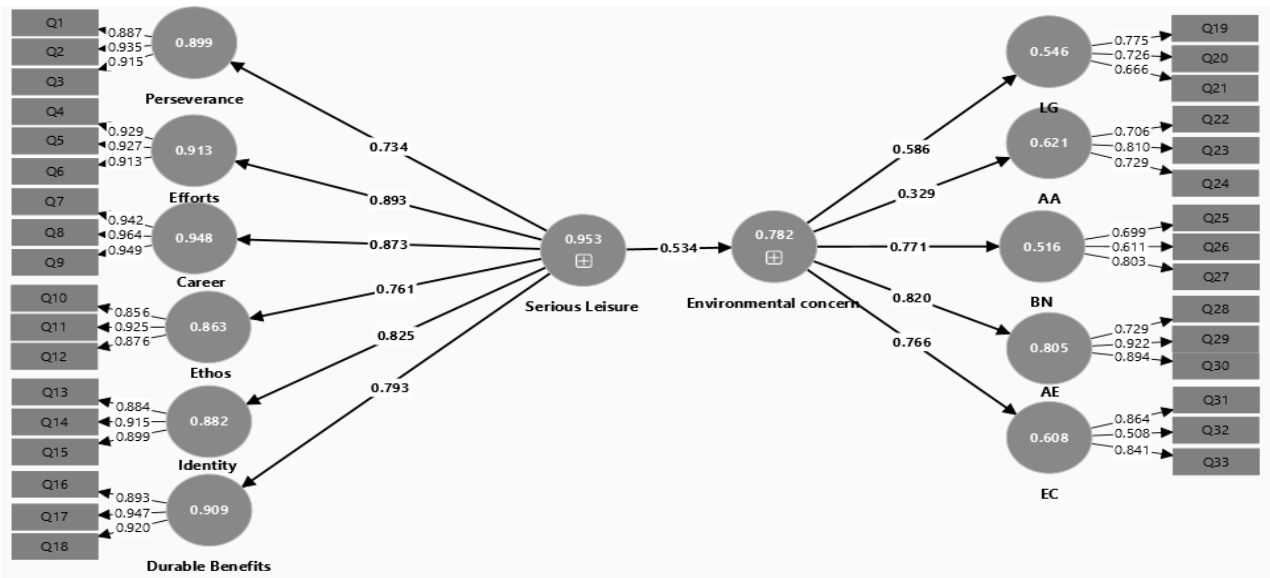 Q1
Q2
Q3
0.887
0.935
0.915
0.899
Perseverance
Q4
Q5
Q6
0.929
0.927
0.913
0.913
Efforts
Q7
Q8
Q9
0.942
0.964
0.949
0.948
Career
Q10
Q11
Q12
0.856
0.925
0.876
0.863
Ethos
Q13
Q14
Q15
0.884
0.915
0.899
0.882
Identity
Q16
Q17
Q18
0.893
0.947
0.920
0.909
Durable Benefits
0.734
0.893
0.873
0.761
0.825
0.793
0.953
Serious Leisure
0.534
0.782
Environmental concern
0.586
0.329
0.771
0.820
0.766
0.546
LG
0.775
0.726
0.666
Q19
Q20
Q21
0.621
AA
0.706
0.810
0.729
Q22
Q23
Q24
0.516
BN
0.699
0.611
0.803
Q25
Q26
Q27
0.805
AE
0.729
0.922
0.894
Q28
Q29
Q30
0.608
EC
0.864
0.508
0.841
Q31
Q32
Q33